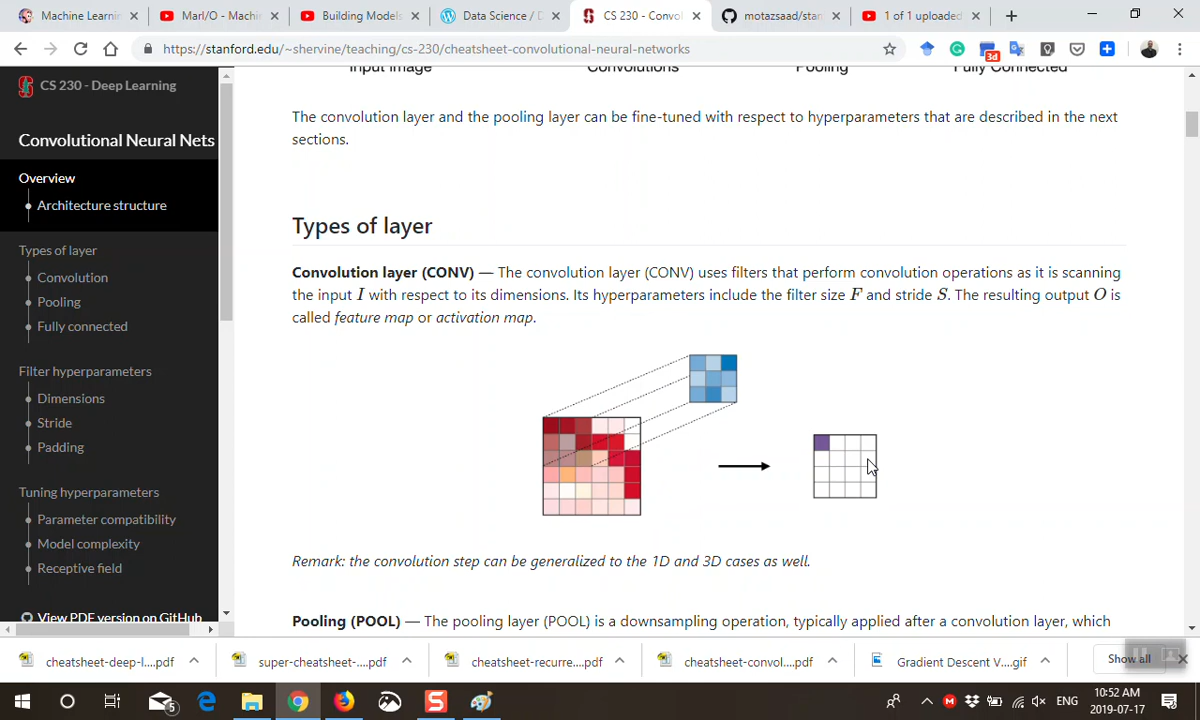 Machine Learnin
Marl/O - Machin
Building Models
Data Science / D
CS 230 - Convol
motazsaad/stan
1 of 1 uploaded
https://stanford.edu/~shervine/teaching/cs-230/cheatsheet-convolutional-neural-networks
3d
CS 230 - Deep Learning
Convolutional Neural Nets
Overview
Architecture structure
Types of layer
Convolution
Pooling
Fully connected
Filter hyperparameters
Dimensions
Stride
Padding
Tuning hyperparameters
Parameter compatibility
Model complexity
Receptive field
View PDF version on GitHub
Input Image Convolutions Pooling Fully Connected
The convolution layer and the pooling layer can be fine-tuned with respect to hyperparameters that are described in the next
sections.
Types of layer
Convolution layer (CONV) — The convolution layer (CONV) uses filters that perform convolution operations as it is scanning
the input I with respect to its dimensions. Its hyperparameters include the filter size F and stride S. The resulting output O is
called feature map or activation map.
Remark: the convolution step can be generalized to the 1D and 3D cases as well.
Pooling (POOL) — The pooling layer (POOL) is a downsampling operation, typically applied after a convolution layer, which
cheatsheet-deep-l....pdf
super-cheatsheet-....pdf
cheatsheet-recurre....pdf
cheatsheet-convol....pdf
Gradient Descent V....gif
Show all
5
ENG
10:52 AM
2019-07-17